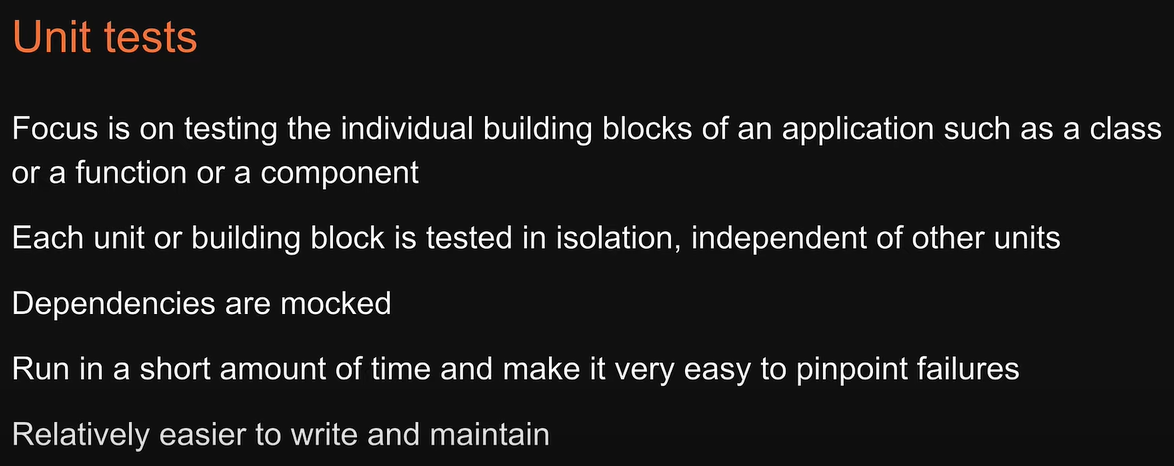 Unit tests
Focus is on testing the individual building blocks of an application such as a class
or a function or a component
Each unit or building block is tested in isolation, independent of other units
Dependencies are mocked
Run in a short amount of time and make it very easy to pinpoint failures
Relatively easier to write and maintain